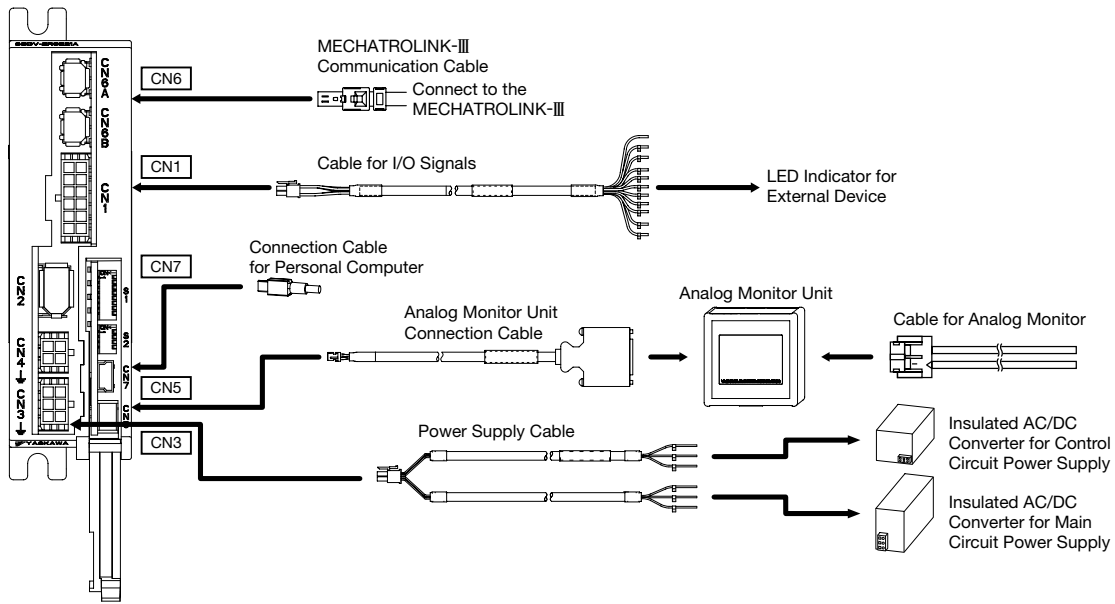 MECHATROLINK-Ⅲ
Communication Cable
Connect to the
MECHATROLINK-Ⅲ
CN6
CN6A
CN6B
CN1
CN1
Cable for I/O Signals
LED Indicator for
External Device
CN7
Connection Cable
for Personal Computer
CN2
S1
S2
CN4
CN7
CN3
Analog Monitor Unit
Connection Cable
Analog Monitor Unit
Cable for Analog Monitor
CN5
CN3
YASKAWA
Power Supply Cable
Insulated AC/DC
Converter for Control
Circuit Power Supply
Insulated AC/DC
Converter for Main
Circuit Power Supply